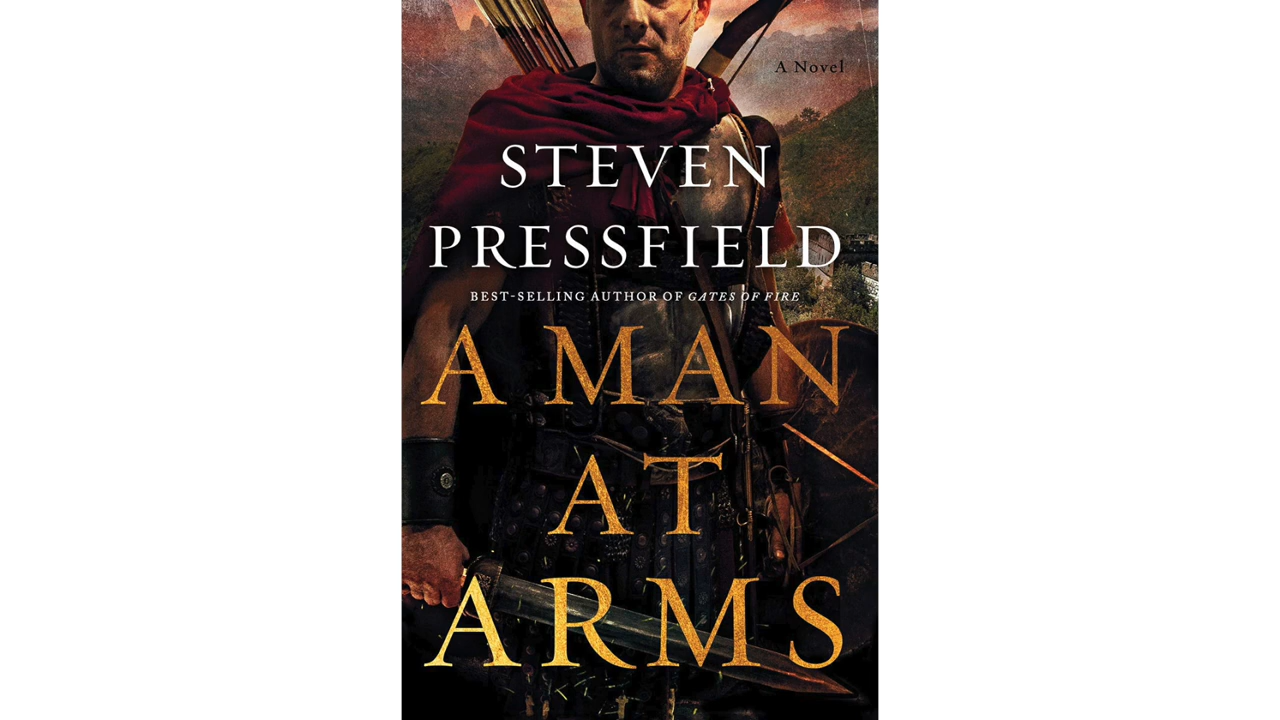 A Novel
STEVEN
PRESSFIELD
BEST-SELLING AUTHOR OF GATES OF FIRE
A MAN
AT
ARMS